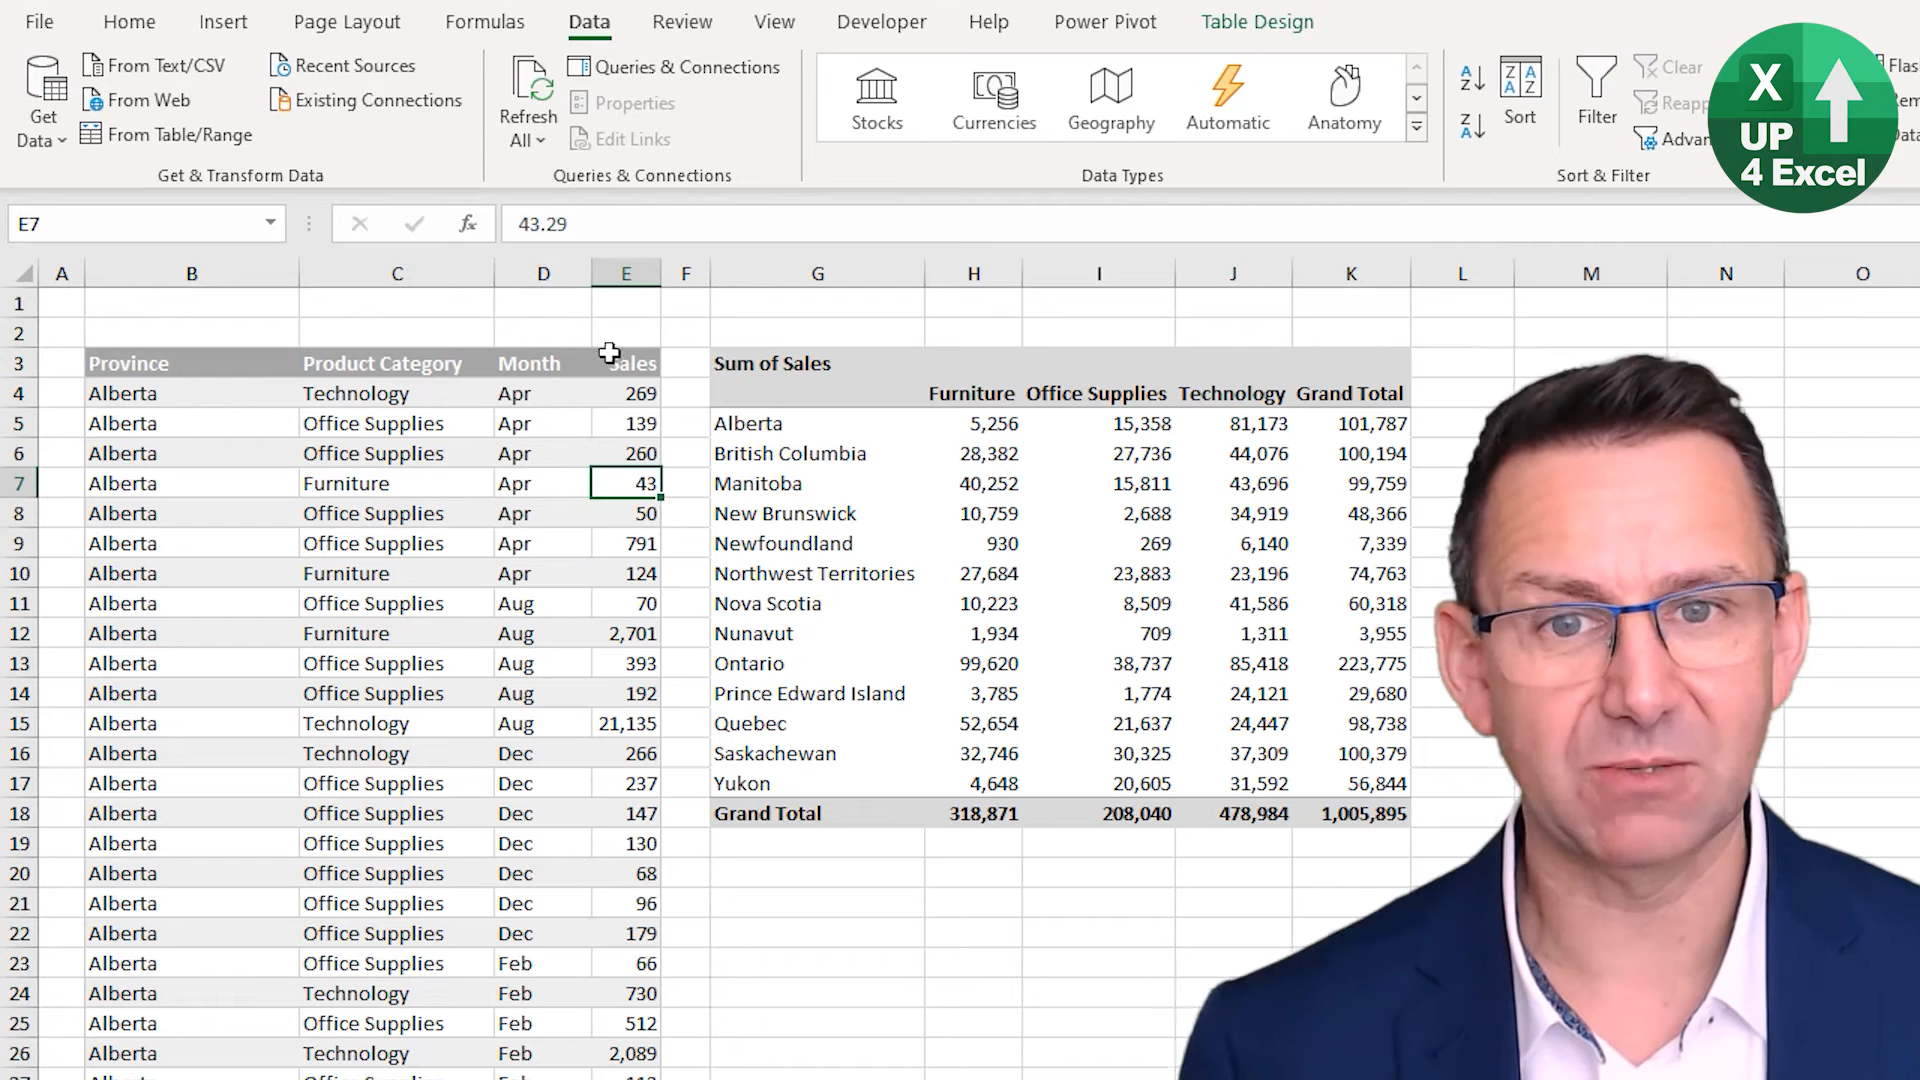 File Home Insert Page Layout Formulas Data Review View Developer Help Power Pivot Table Design
Get Data
From Text/CSV
From Web
From Table/Range
Recent Sources
Existing Connections
Get & Transform Data
Refresh All
Queries & Connections
Properties
Edit Links
Queries & Connections
Stocks Currencies Geography Automatic Anatomy
Data Types
Sort
Filter
Clear
Reapp
Advan
Sort & Filter
Flas
X UP 4 Excel
E7 fx 43.29
A B C D E F G H I J K L M N O
1
2
3 Province Product Category Month Sales Sum of Sales
4 Alberta Technology Apr 269 Furniture Office Supplies Technology Grand Total
5 Alberta Office Supplies Apr 139 Alberta 5,256 15,358 81,173 101,787
6 Alberta Office Supplies Apr 260 British Columbia 28,382 27,736 44,076 100,194
7 Alberta Furniture Apr 43 Manitoba 40,252 15,811 43,696 99,759
8 Alberta Office Supplies Apr 50 New Brunswick 10,759 2,688 34,919 48,366
9 Alberta Office Supplies Apr 791 Newfoundland 930 269 6,140 7,339
10 Alberta Furniture Apr 124 Northwest Territories 27,684 23,883 23,196 74,763
11 Alberta Office Supplies Aug 70 Nova Scotia 10,223 8,509 41,586 60,318
12 Alberta Furniture Aug 2,701 Nunavut 1,934 709 1,311 3,955
13 Alberta Office Supplies Aug 393 Ontario 99,620 38,737 85,418 223,775
14 Alberta Office Supplies Aug 192 Prince Edward Island 3,785 1,774 24,121 29,680
15 Alberta Technology Aug 21,135 Quebec 52,654 21,637 24,447 98,738
16 Alberta Technology Dec 266 Saskachewan 32,746 30,325 37,309 100,379
17 Alberta Office Supplies Dec 237 Yukon 4,648 20,605 31,592 56,844
18 Alberta Office Supplies Dec 147 Grand Total 318,871 208,040 478,984 1,005,895
19 Alberta Office Supplies Dec 130
20 Alberta Office Supplies Dec 68
21 Alberta Office Supplies Dec 96
22 Alberta Office Supplies Dec 179
23 Alberta Office Supplies Feb 66
24 Alberta Technology Feb 730
25 Alberta Office Supplies Feb 512
26 Alberta Technology Feb 2,089